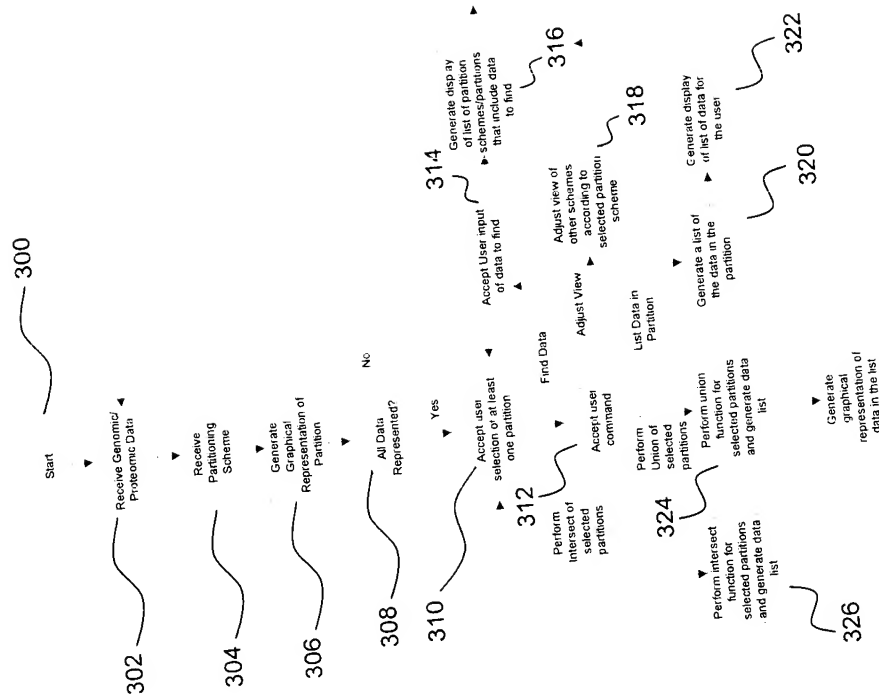 300
Start
Receive Genomic/
Proteomic Data
302
Receive
Partitioning
Scheme
304
Generate
Graphical
Representation of
Partition
306
All Data
Represented?
308
No
Yes
Accept user
selection of at least
one partition
310
Accept user
command
312
Find Data
Accept User input
of data to find
314
Generate display
of list of partition
schemes/partitions
that include data
to find
316
Adjust View
Adjust view of
other schemes
according to
selected partition
scheme
318
List Data in
Partition
Generate a list of
the data in the
partition
320
Generate display
of list of data for
the user
322
Perform
Union of
selected
partitions
Perform union
function for
selected partitions
and generate data
list
324
Perform
Intersect of
selected
partitions
Perform intersect
function for
selected partitions
and generate data
list
326
Generate
graphical
representation of
data in the list